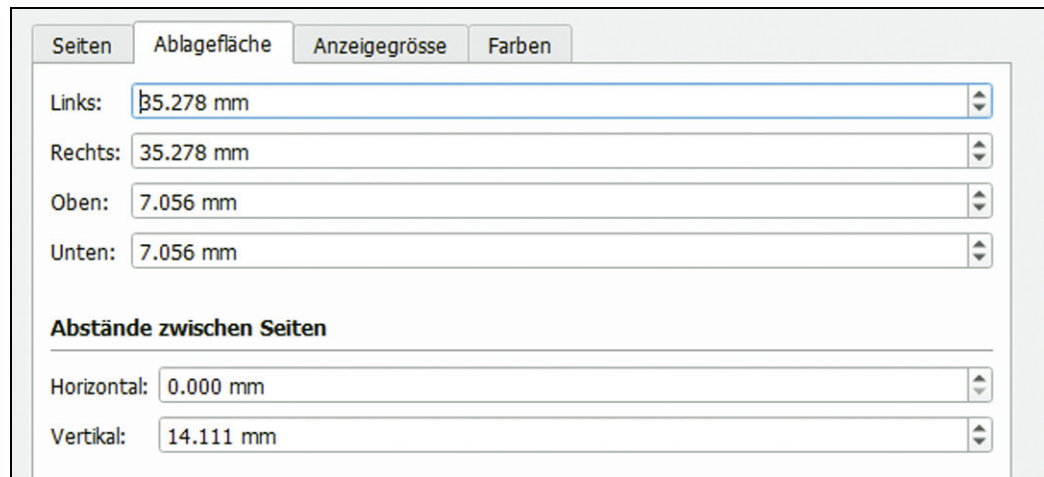 Seiten Ablagefläche Anzeigegrösse Farben
Links: 35.278 mm
Rechts: 35.278 mm
Oben: 7.056 mm
Unten: 7.056 mm
Abstände zwischen Seiten
Horizontal: 0.000 mm
Vertikal: 14.111 mm